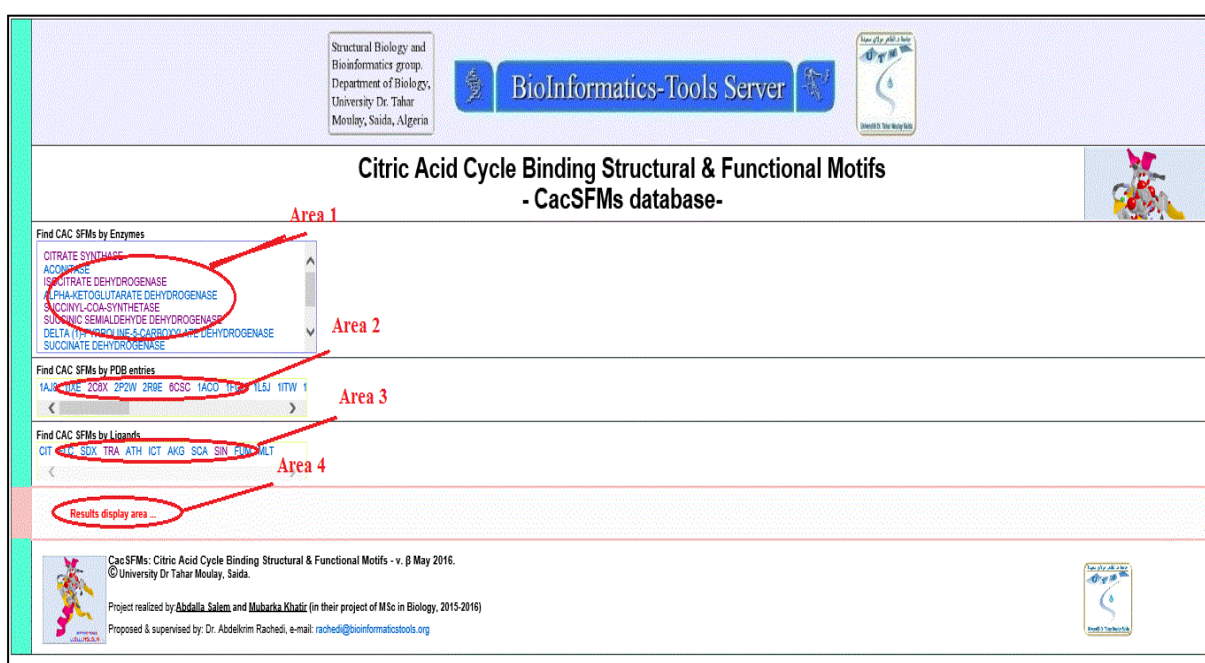 Structural Biology and
Bioinformatics group.
Department of Biology,
University Dr. Tahar
Moulay, Saida, Algeria
BioInformatics-Tools Server
UTMS
Citric Acid Cycle Binding Structural & Functional Motifs
- CacSFMs database-
Area 1
Find CAC SFMs by Enzymes
CITRATE SYNTHASE
ACONITASE
ISOCITRATE DEHYDROGENASE
ALPHA-KETOGLUTARATE DEHYDROGENASE
SUCCINYL-COA-SYNTHETASE
SUCCINIC SEMIALDEHYDE DEHYDROGENASE
DELTA (1)-PYRROLINE-5-CARBOXYLATE DEHYDROGENASE
SUCCINATE DEHYDROGENASE
Area 2
Find CAC SFMs by PDB entries
1AJ8 1IXE 2C6X 2P2W 2R9E 6CSC 1ACO 1L5J 1ITW 1
Area 3
Find CAC SFMs by Ligands
CIT SDX TRA ATH ICT AKG SCA SIN FUM MLT
Area 4
Results display area ...
CacSFMs: Citric Acid Cycle Binding Structural & Functional Motifs - v. β May 2016.
© University Dr Tahar Moulay, Saida.
Project realized by:Abdalla Salem and Mubarka Khatir (in their project of MSc in Biology, 2015-2016)
Proposed & supervised by: Dr. Abdelkrim Rachedi, e-mail: rachedi@bioinformaticstools.org